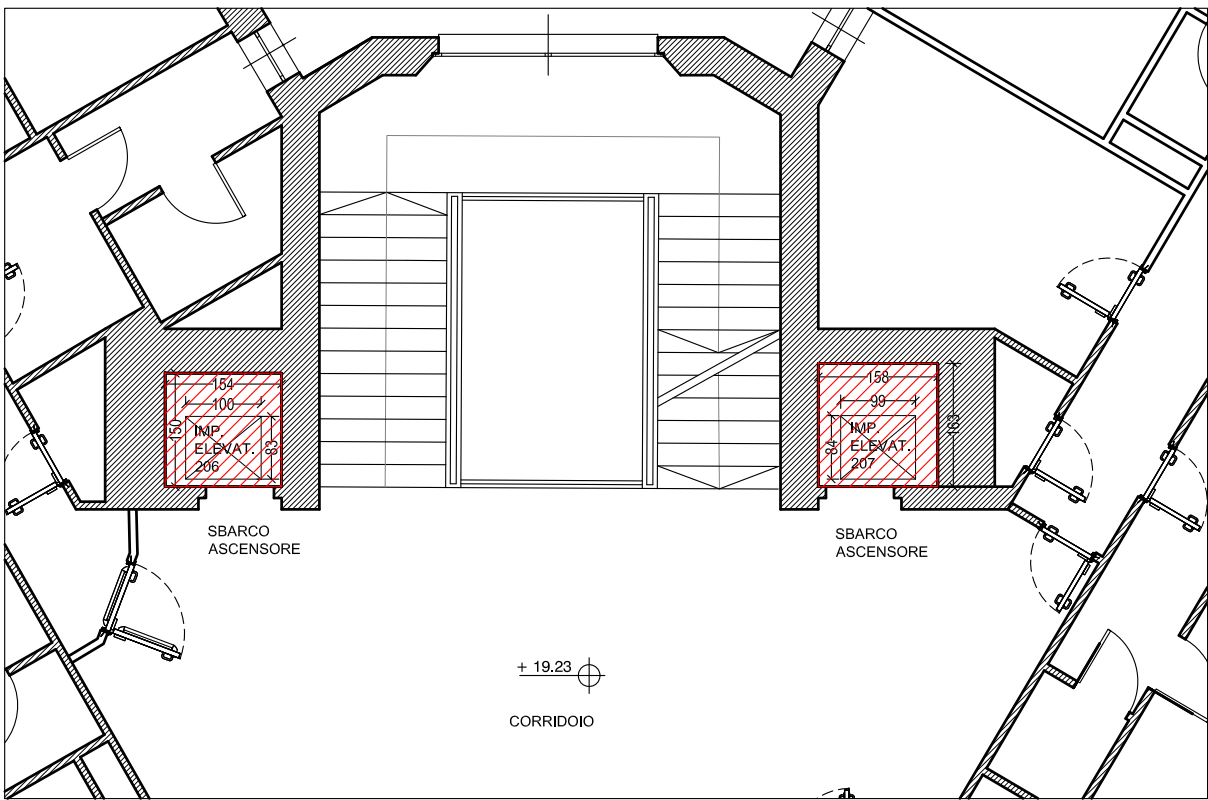 154
100
150
IMP.
ELEVAT.
206
83
158
99
163
84
IMP.
ELEVAT.
207
SBARCO
ASCENSORE
SBARCO
ASCENSORE
+ 19.23
CORRIDOIO